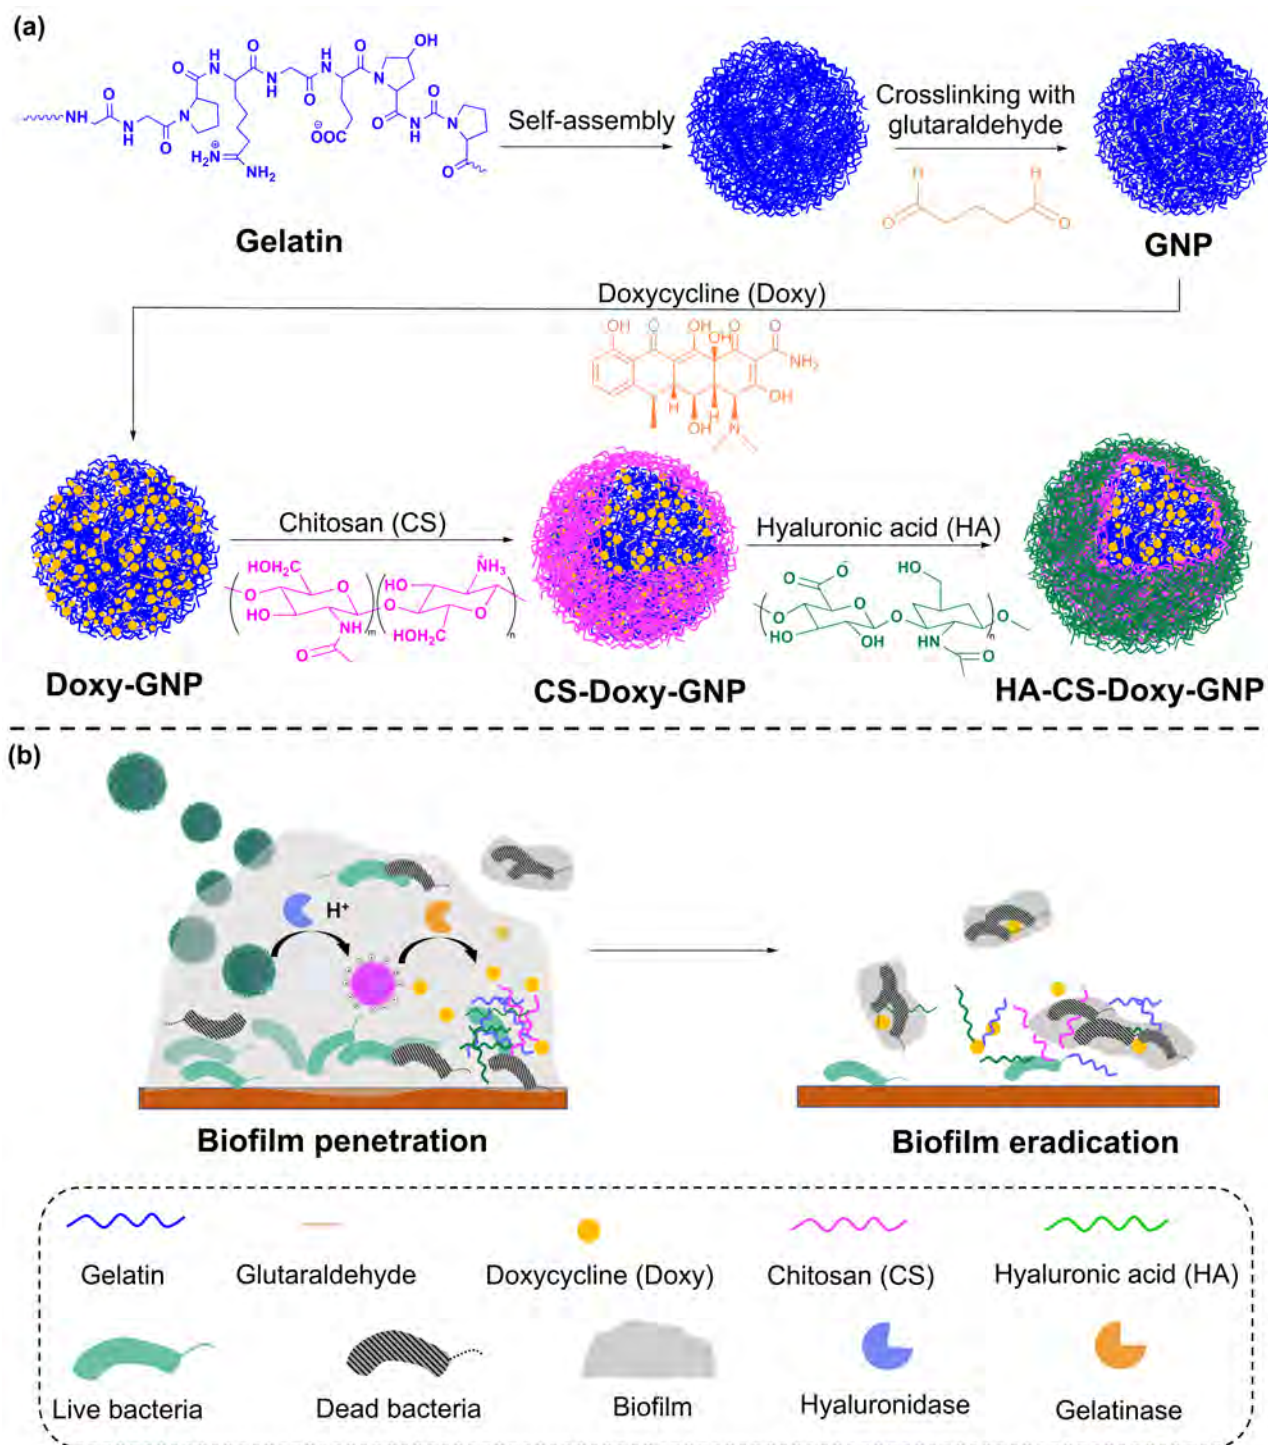 (a)
Self-assembly
Crosslinking with
glutaraldehyde
Gelatin
GNP
Doxycycline (Doxy)
Chitosan (CS)
Hyaluronic acid (HA)
Doxy-GNP
CS-Doxy-GNP
HA-CS-Doxy-GNP
(b)
H⁺
Biofilm penetration
Biofilm eradication
Gelatin
Glutaraldehyde
Doxycycline (Doxy)
Chitosan (CS)
Hyaluronic acid (HA)
Live bacteria
Dead bacteria
Biofilm
Hyaluronidase
Gelatinase